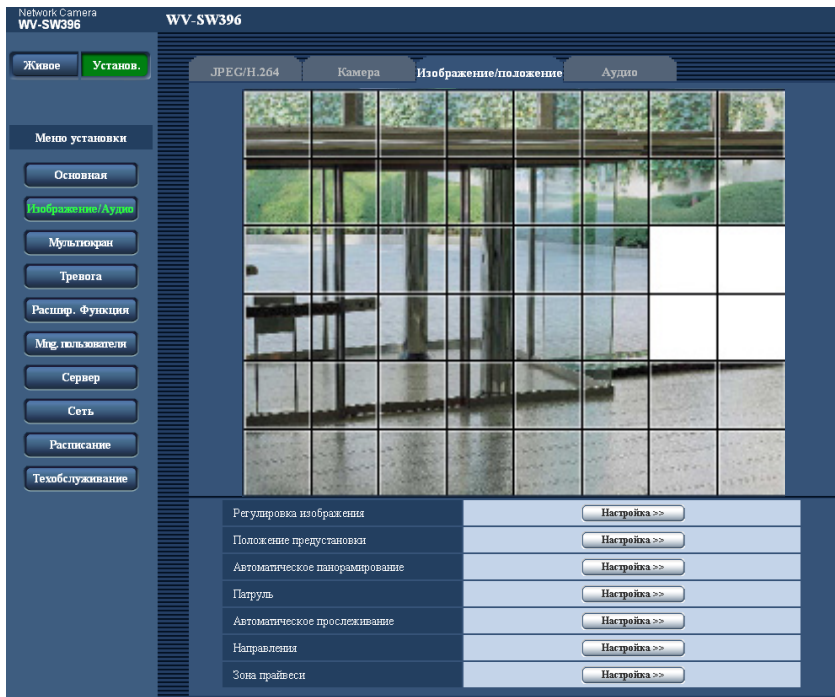 Network Camera
WV-SW396
WV-SW396
Живое
Установ.
JPEG/H.264
Камера
Изображение/положение
Аудио
Меню установки
Основная
Изображение/Аудио
Мультиэкран
Тревога
Расшир. Функция
Mng. пользователя
Сервер
Сеть
Расписание
Техобслуживание
Регулировка изображения
Настройка >>
Положение предустановки
Настройка >>
Автоматическое панорамирование
Настройка >>
Патруль
Настройка >>
Автоматическое прослеживание
Настройка >>
Направления
Настройка >>
Зона прайвеси
Настройка >>